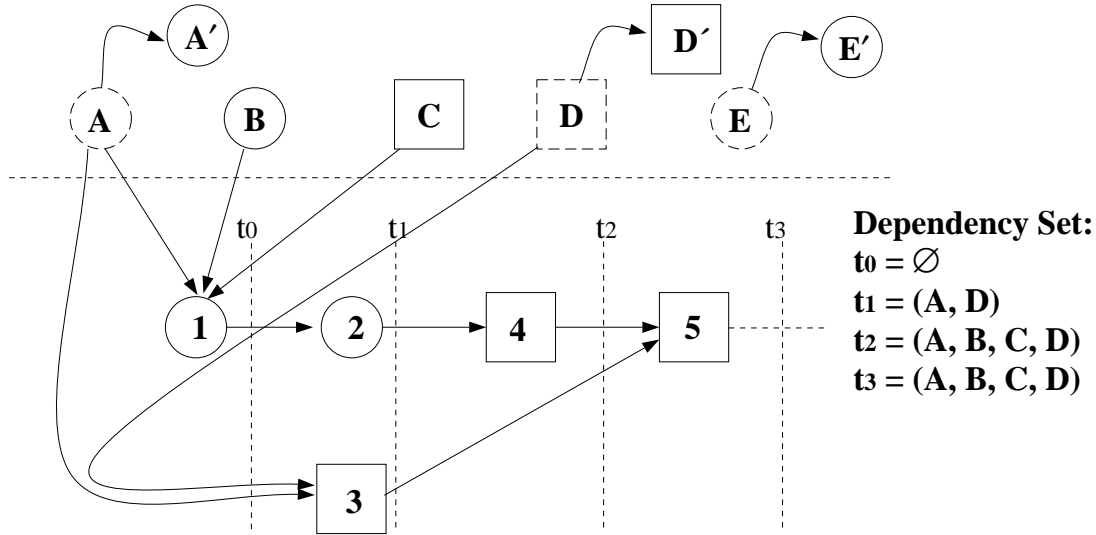 A′
D′
E′
A
B
C
D
E
t0
t1
t2
t3
Dependency Set:
t0 = ∅
t1 = (A, D)
t2 = (A, B, C, D)
t3 = (A, B, C, D)
1
2
4
5
3